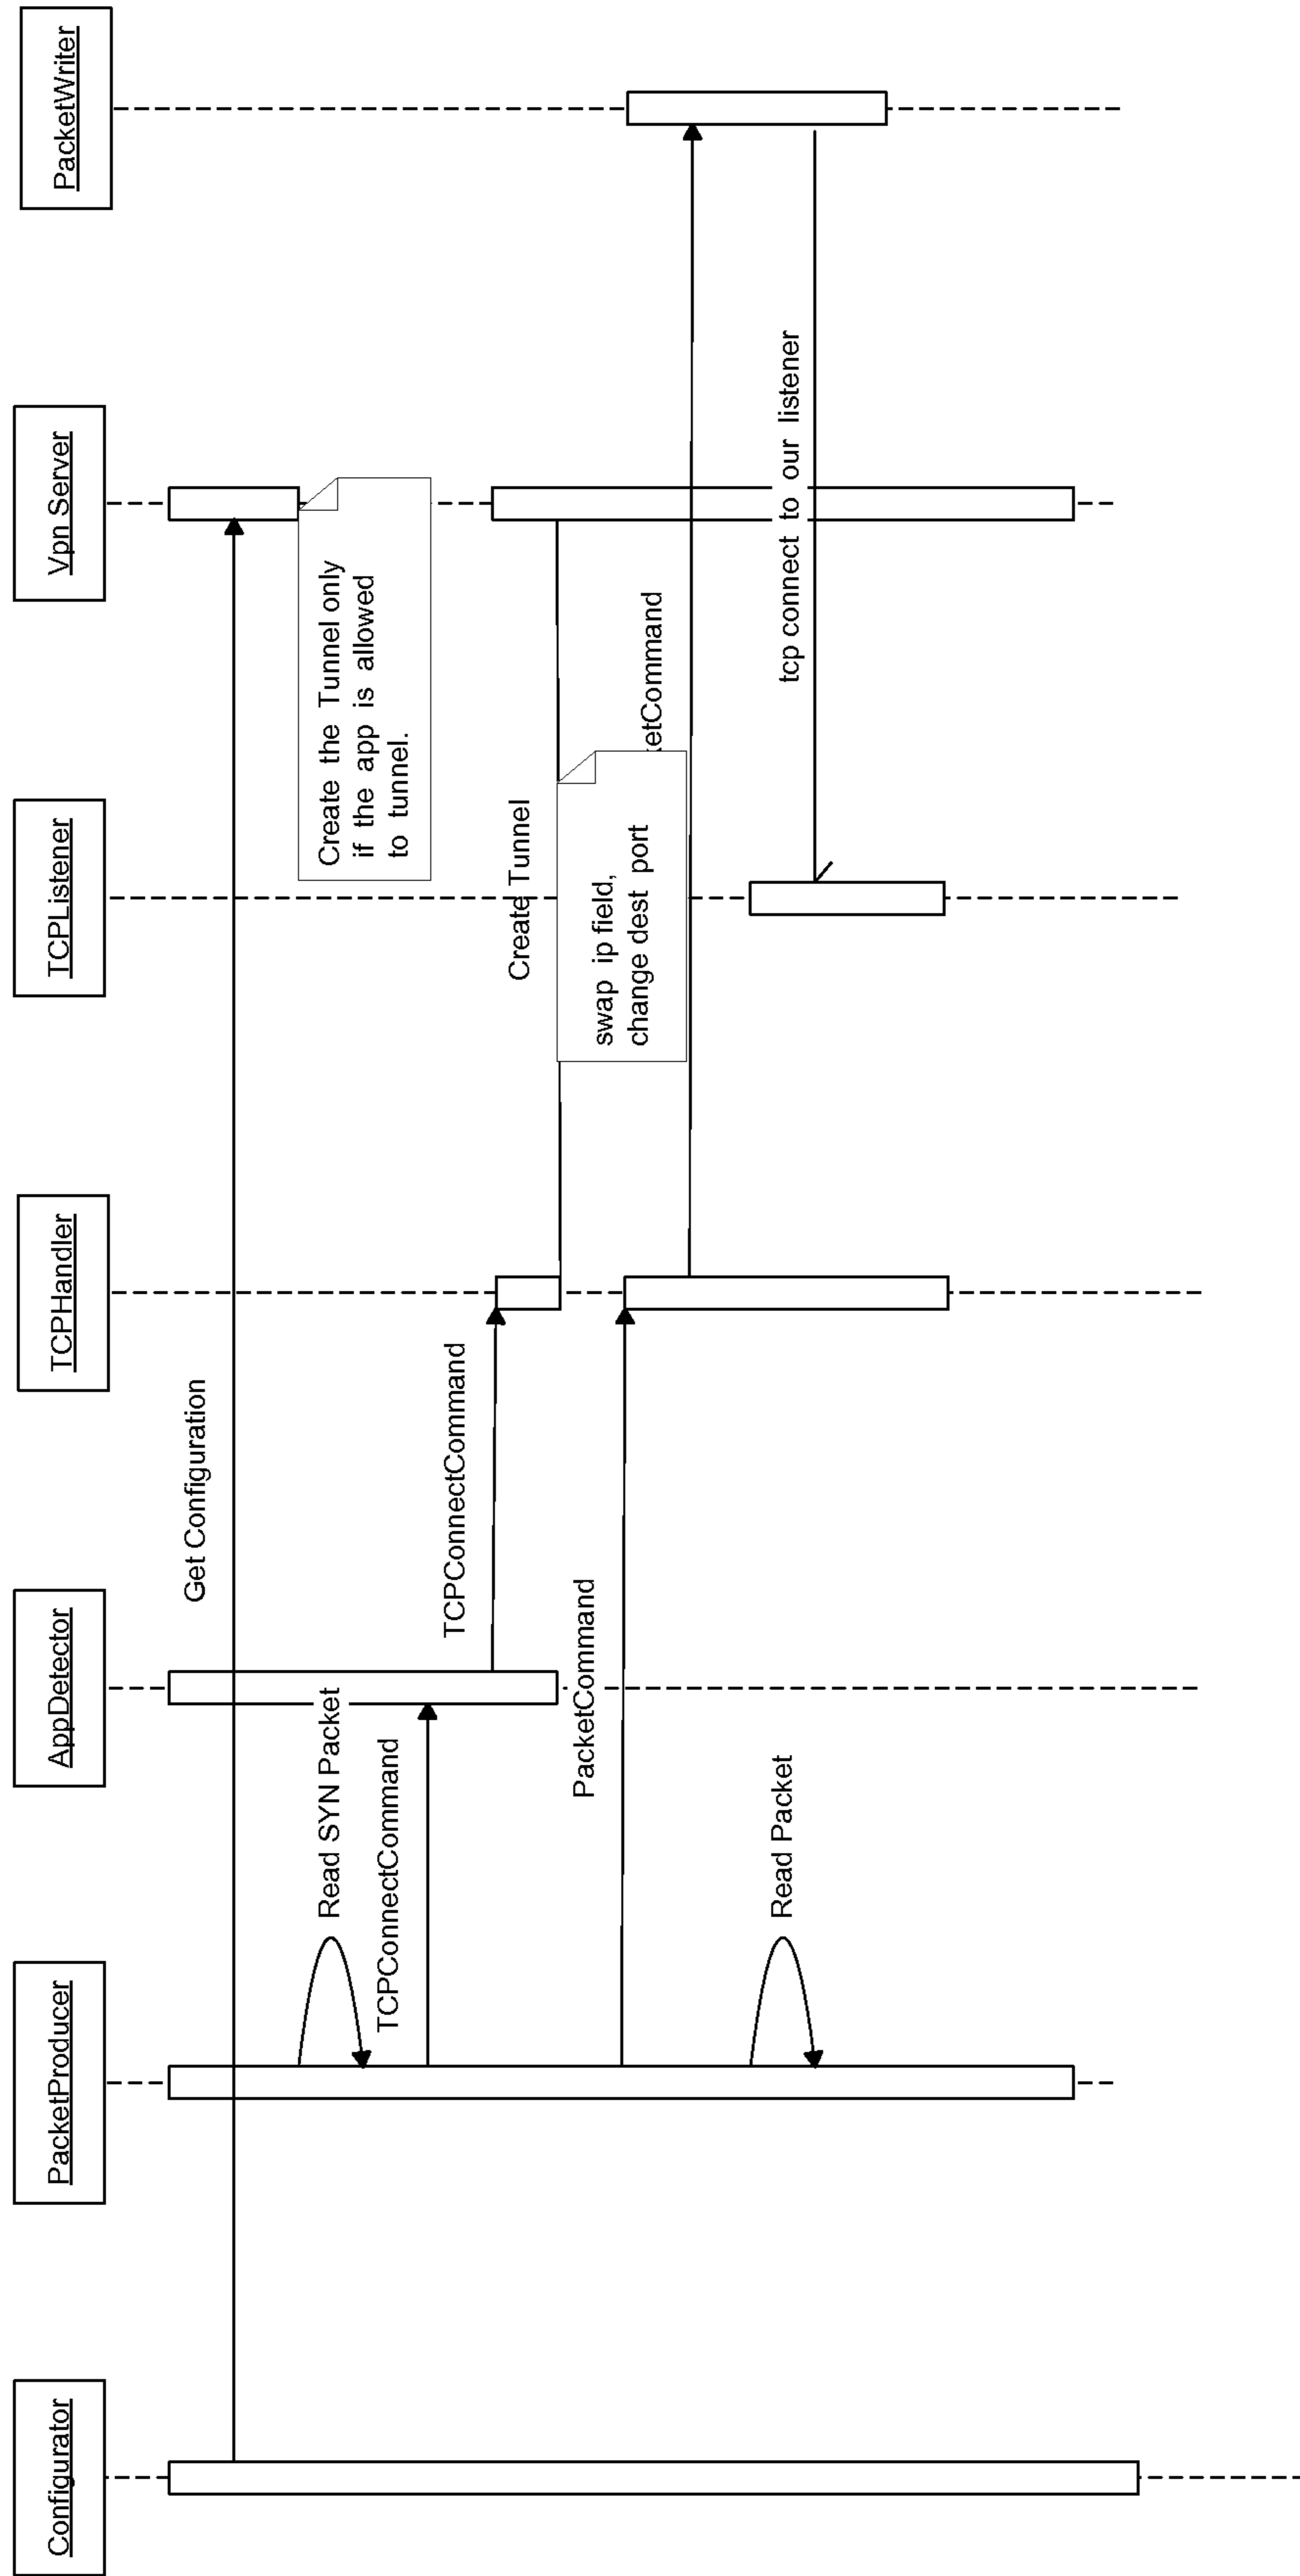 Configurator
PacketProducer
AppDetector
TCPHandler
TCPListener
Vpn Server
PacketWriter
Get Configuration
Read SYN Packet
Create the Tunnel only
if the app is allowed
to tunnel.
TCPConnectCommand
TCPConnectCommand
Create Tunnel
PacketCommand
swap ip field,
change dest port
etCommand
Read Packet
tcp connect to our listener